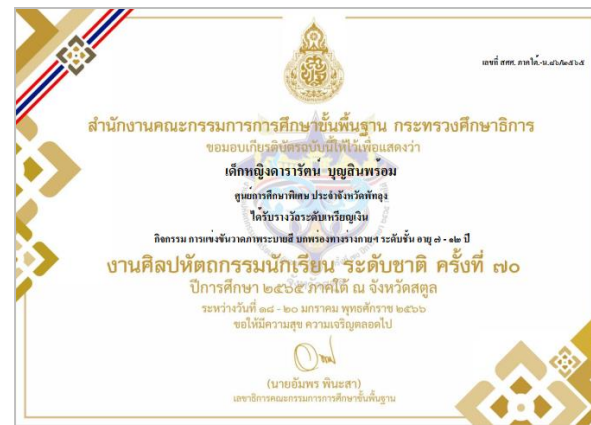 เลขที่ สศศ. ภาคใต้-น.๘๖/๒๕๖๕
สำนักงานคณะกรรมการการศึกษาขั้นพื้นฐาน กระทรวงศึกษาธิการ
ขอมอบเกียรติบัตรฉบับนี้ให้ไว้เพื่อแสดงว่า
เด็กหญิงดารารัตน์ บุญสินพร้อม
ศูนย์การศึกษาพิเศษ ประจำจังหวัดพัทลุง
ได้รับรางวัลระดับเหรียญเงิน
กิจกรรม การแข่งขันวาดภาพระบายสี บกพร่องทางร่างกายฯ ระดับชั้น อายุ ๗ - ๑๒ ปี
งานศิลปหัตถกรรมนักเรียน ระดับชาติ ครั้งที่ ๗๐
ปีการศึกษา ๒๕๖๕ ภาคใต้ ณ จังหวัดสตูล
ระหว่างวันที่ ๑๘ - ๒๐ มกราคม พุทธศักราช ๒๕๖๖
ขอให้มีความสุข ความเจริญตลอดไป
(นายอัมพร พินะสา)
เลขาธิการคณะกรรมการการศึกษาขั้นพื้นฐาน